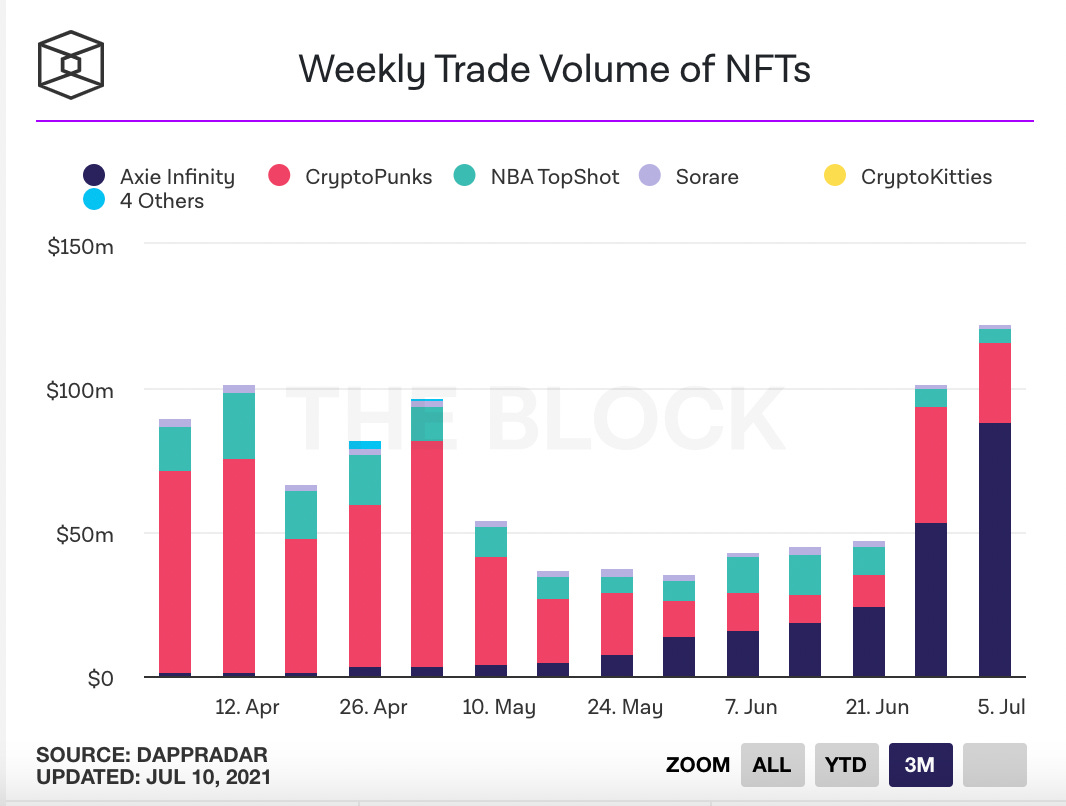 Weekly Trade Volume of NFTs
Axie Infinity CryptoPunks NBA TopShot Sorare CryptoKitties
4 Others
$150m
$100m
THE BLOCK
$50m
$0
12. Apr 26. Apr 10. May 24. May 7. Jun 21. Jun 5. Jul
SOURCE: DAPPRADAR
UPDATED: JUL 10, 2021
ZOOM ALL YTD 3M